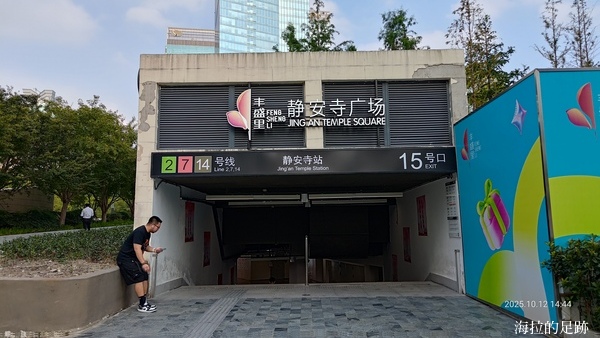 丰盛里
FENG
SHENG
LI
静安寺广场
JING'AN TEMPLE SQUARE
2 7 14 号线
Line 2,7,14
静安寺站
Jing'an Temple Station
15号口
EXIT
2025.10.12 14:44
海拉的足跡